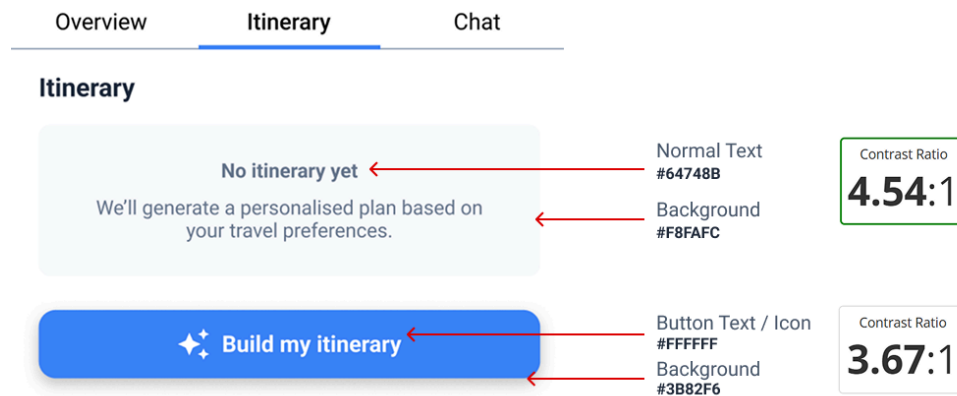 Overview Itinerary Chat
Itinerary
No itinerary yet
We'll generate a personalised plan based on
your travel preferences.
Normal Text
#64748B
Background
#F8FAFC
Contrast Ratio
4.54:1
Build my itinerary
Button Text / Icon
#FFFFFF
Background
#3B82F6
Contrast Ratio
3.67:1